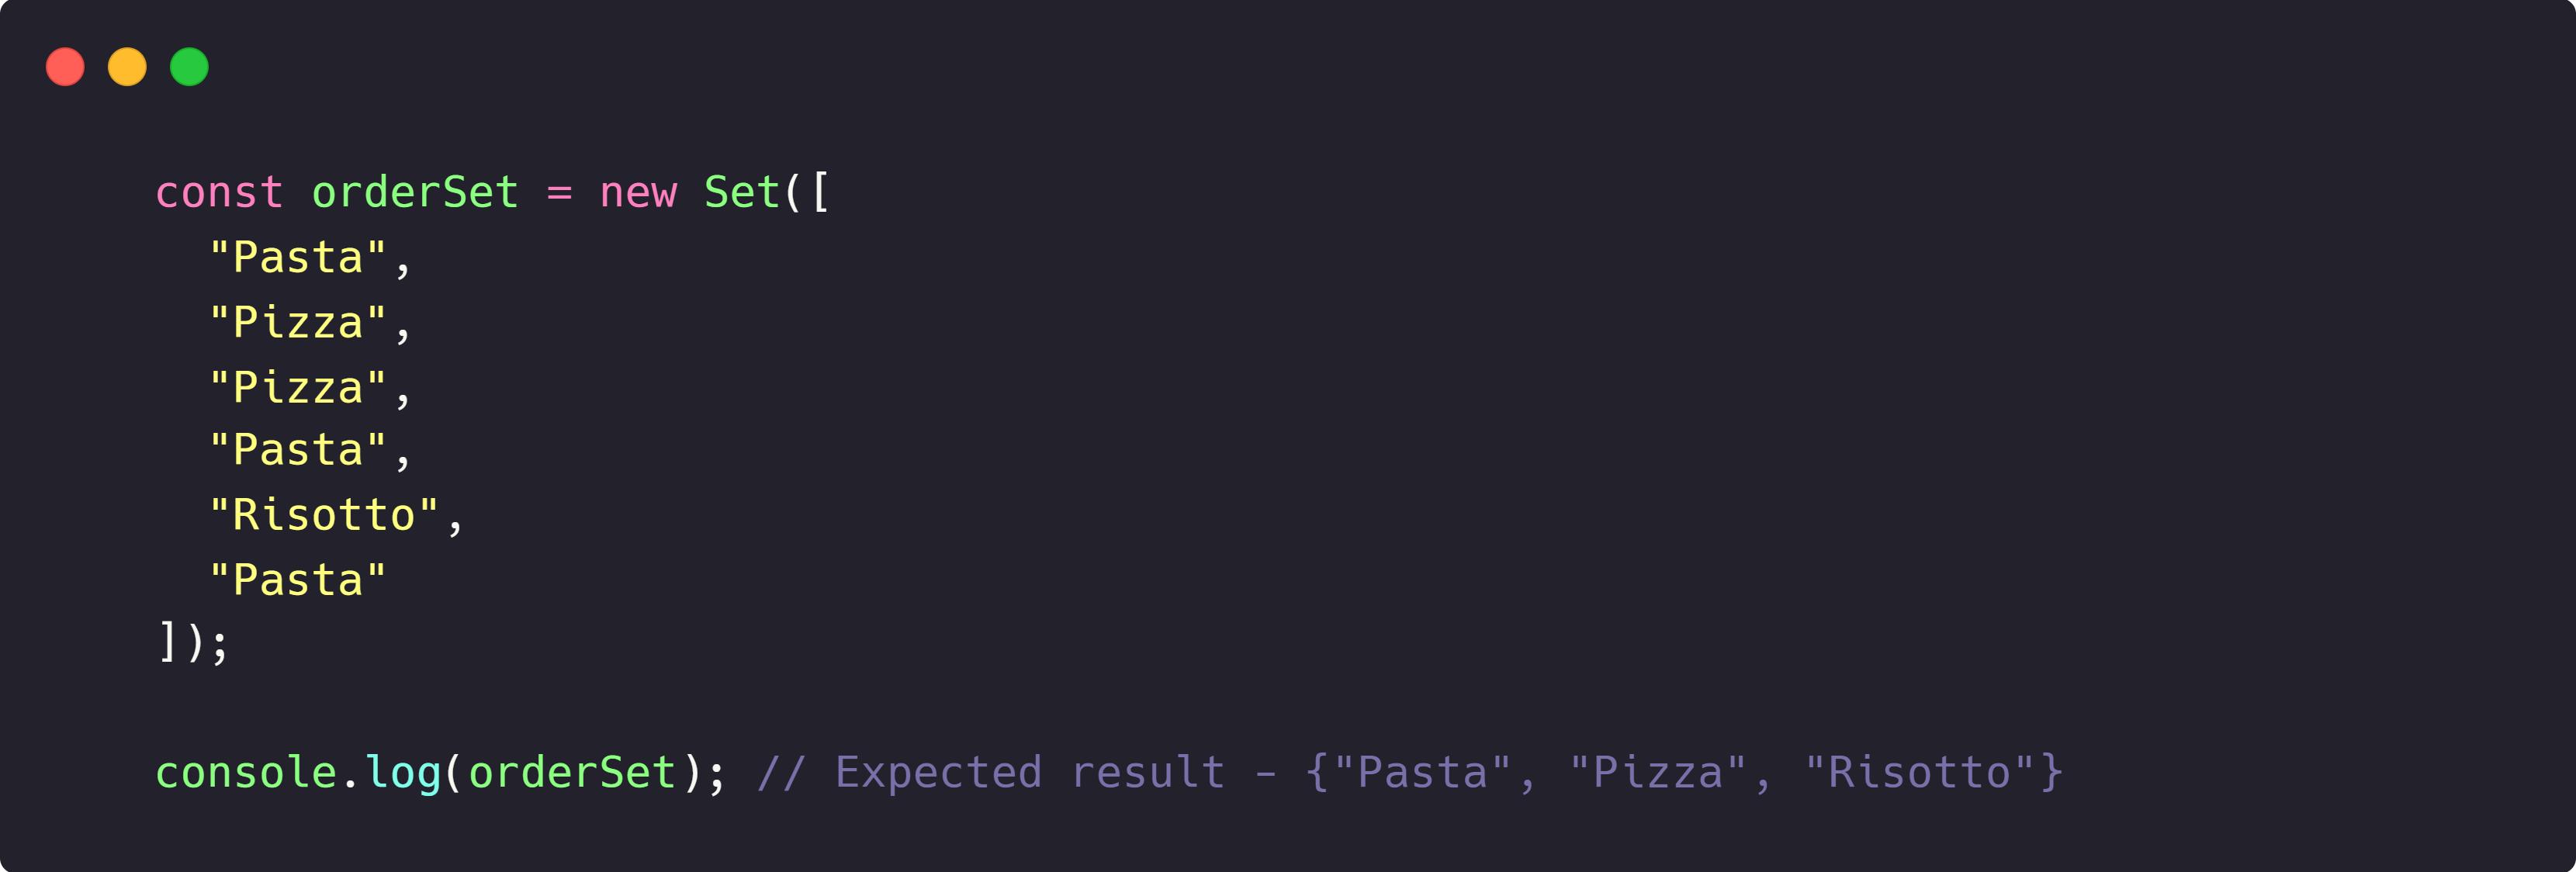 const orderSet = new Set([
  "Pasta",
  "Pizza",
  "Pizza",
  "Pasta",
  "Risotto",
  "Pasta"
]);

console.log(orderSet); // Expected result - {"Pasta", "Pizza", "Risotto"}